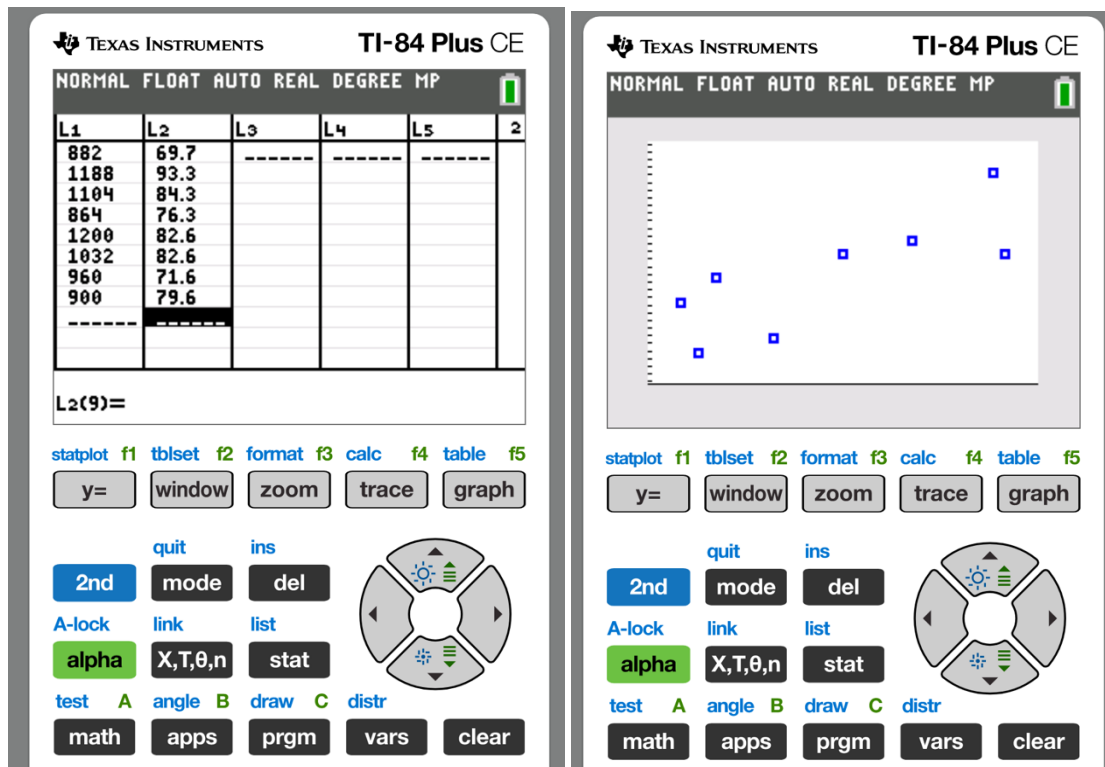 TEXAS INSTRUMENTS TI-84 Plus CE
NORMAL FLOAT AUTO REAL DEGREE MP
L1 L2 L3 L4 L5 2
882 69.7 ------ ------ ------
1188 93.3
1104 84.3
864 76.3
1200 82.6
1032 82.6
960 71.6
900 79.6
------ ------
L2(9)=
statplot f1 tblset f2 format f3 calc f4 table f5
y= window zoom trace graph
quit ins
2nd mode del
A-lock link list
alpha X,T,θ,n stat
test A angle B draw C distr
math apps prgm vars clear
TEXAS INSTRUMENTS TI-84 Plus CE
NORMAL FLOAT AUTO REAL DEGREE MP
statplot f1 tblset f2 format f3 calc f4 table f5
y= window zoom trace graph
quit ins
2nd mode del
A-lock link list
alpha X,T,θ,n stat
test A angle B draw C distr
math apps prgm vars clear